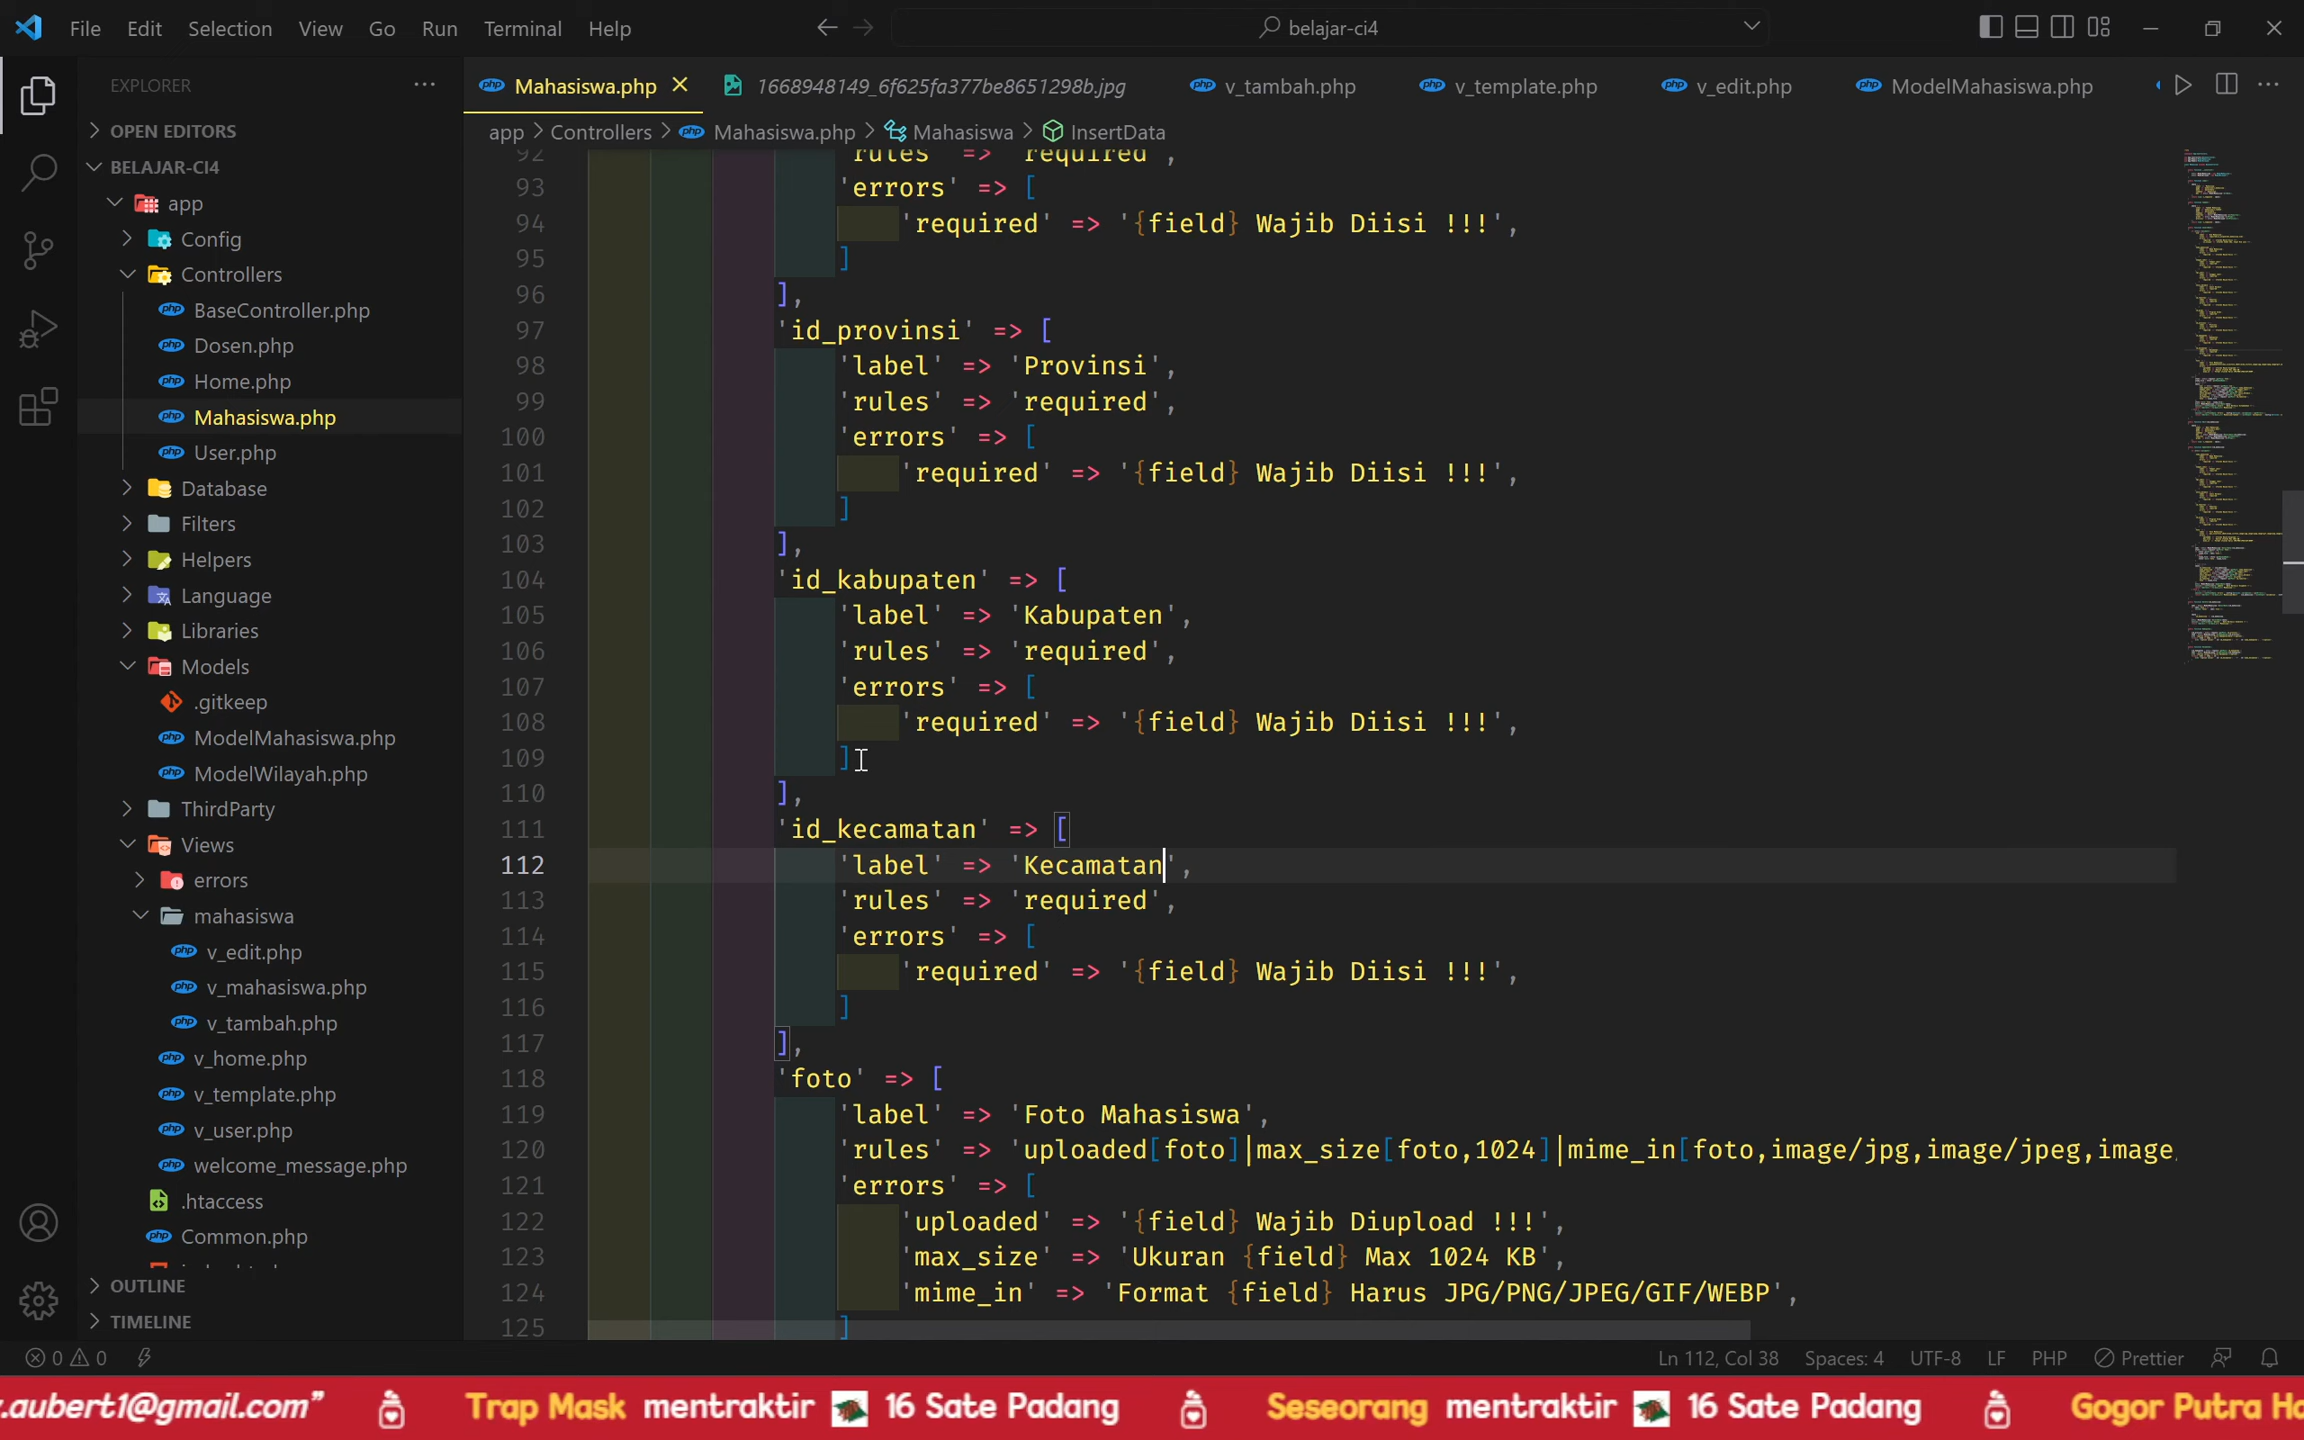 File Edit Selection View Go Run Terminal Help belajar-ci4
EXPLORER
OPEN EDITORS
BELAJAR-CI4
app
Config
Controllers
BaseController.php
Dosen.php
Home.php
Mahasiswa.php
User.php
Database
Filters
Helpers
Language
Libraries
Models
.gitkeep
ModelMahasiswa.php
ModelWilayah.php
ThirdParty
Views
errors
mahasiswa
v_edit.php
v_mahasiswa.php
v_tambah.php
v_home.php
v_template.php
v_user.php
welcome_message.php
.htaccess
Common.php
OUTLINE
TIMELINE
Mahasiswa.php 1668948149_6f625fa377be8651298b.jpg v_tambah.php v_template.php v_edit.php ModelMahasiswa.php
app > Controllers > Mahasiswa.php > Mahasiswa > InsertData
92 'rules' => 'required',
93 'errors' => [
94 'required' => '{field} Wajib Diisi !!!',
95 ]
96 ],
97 'id_provinsi' => [
98 'label' => 'Provinsi',
99 'rules' => 'required',
100 'errors' => [
101 'required' => '{field} Wajib Diisi !!!',
102 ]
103 ],
104 'id_kabupaten' => [
105 'label' => 'Kabupaten',
106 'rules' => 'required',
107 'errors' => [
108 'required' => '{field} Wajib Diisi !!!',
109 ]
110 ],
111 'id_kecamatan' => [
112 'label' => 'Kecamatan',
113 'rules' => 'required',
114 'errors' => [
115 'required' => '{field} Wajib Diisi !!!',
116 ]
117 ],
118 'foto' => [
119 'label' => 'Foto Mahasiswa',
120 'rules' => 'uploaded[foto]|max_size[foto,1024]|mime_in[foto,image/jpg,image/jpeg,image
121 'errors' => [
122 'uploaded' => '{field} Wajib Diupload !!!',
123 'max_size' => 'Ukuran {field} Max 1024 KB',
124 'mime_in' => 'Format {field} Harus JPG/PNG/JPEG/GIF/WEBP',
125 ]
0 0 Ln 112, Col 38 Spaces: 4 UTF-8 LF PHP Prettier
.aubert1@gmail.com” Trap Mask mentraktir 16 Sate Padang Seseorang mentraktir 16 Sate Padang Gogor Putra Ha